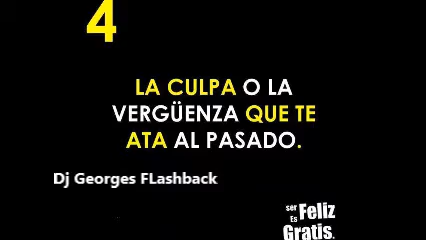 4
LA CULPA O LA
VERGÜENZA QUE TE
ATA AL PASADO.
Dj Georges FLashback
ser Es Feliz
Gratis.